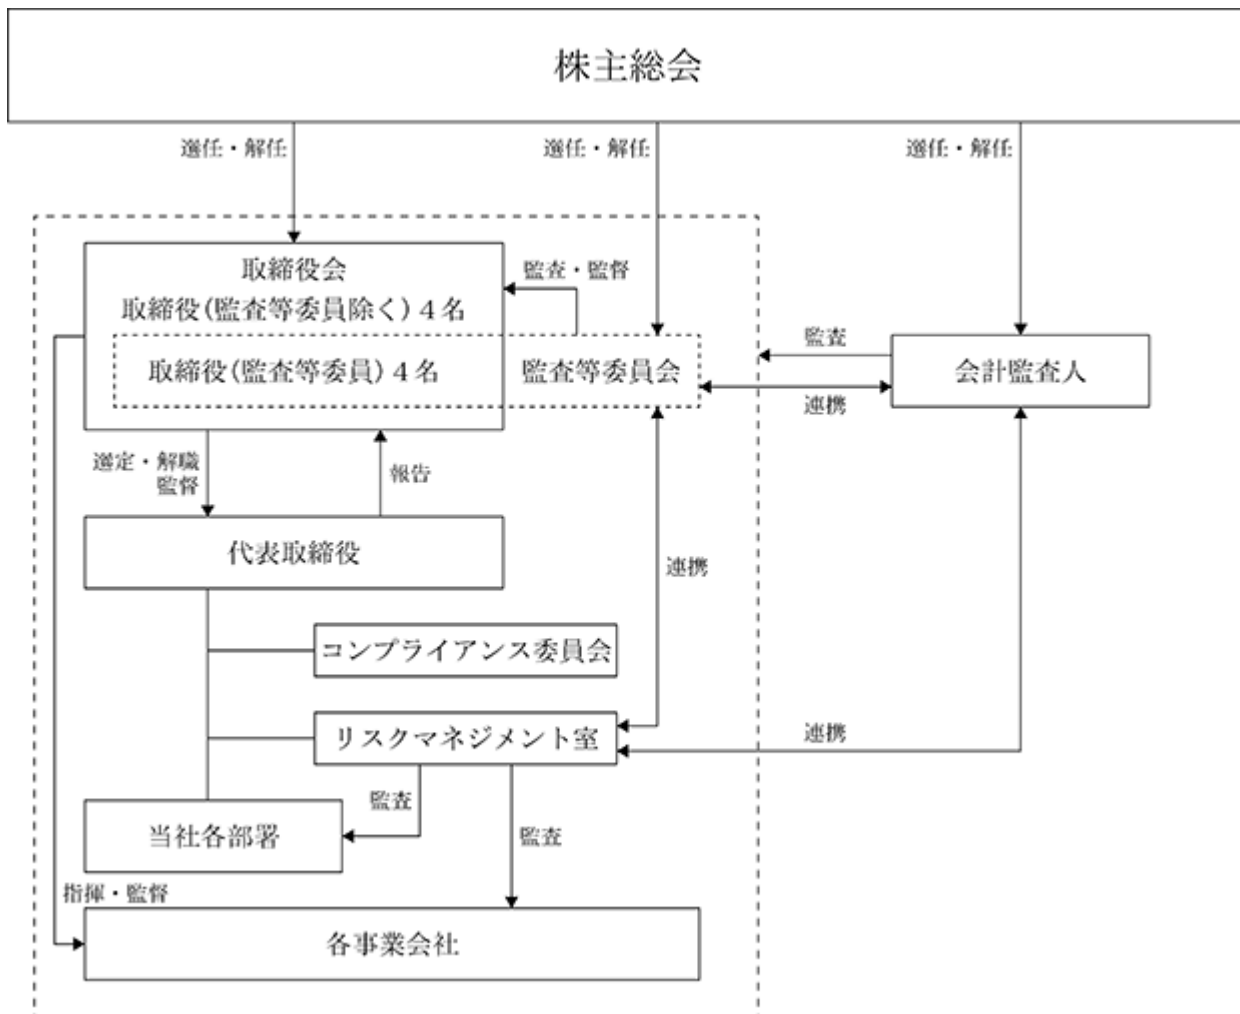 株主総会
選任・解任
選任・解任
選任・解任
取締役会
取締役(監査等委員除く)４名
監査・監督
取締役(監査等委員)４名
監査等委員会
監査
会計監査人
連携
選定・解職
監督
報告
代表取締役
連携
コンプライアンス委員会
リスクマネジメント室
連携
監査
当社各部署
監査
指揮・監督
各事業会社